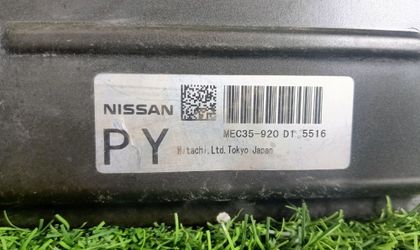 NISSAN
MEC35-920 D1 5516
PY
Hitachi,Ltd.Tokyo Japan